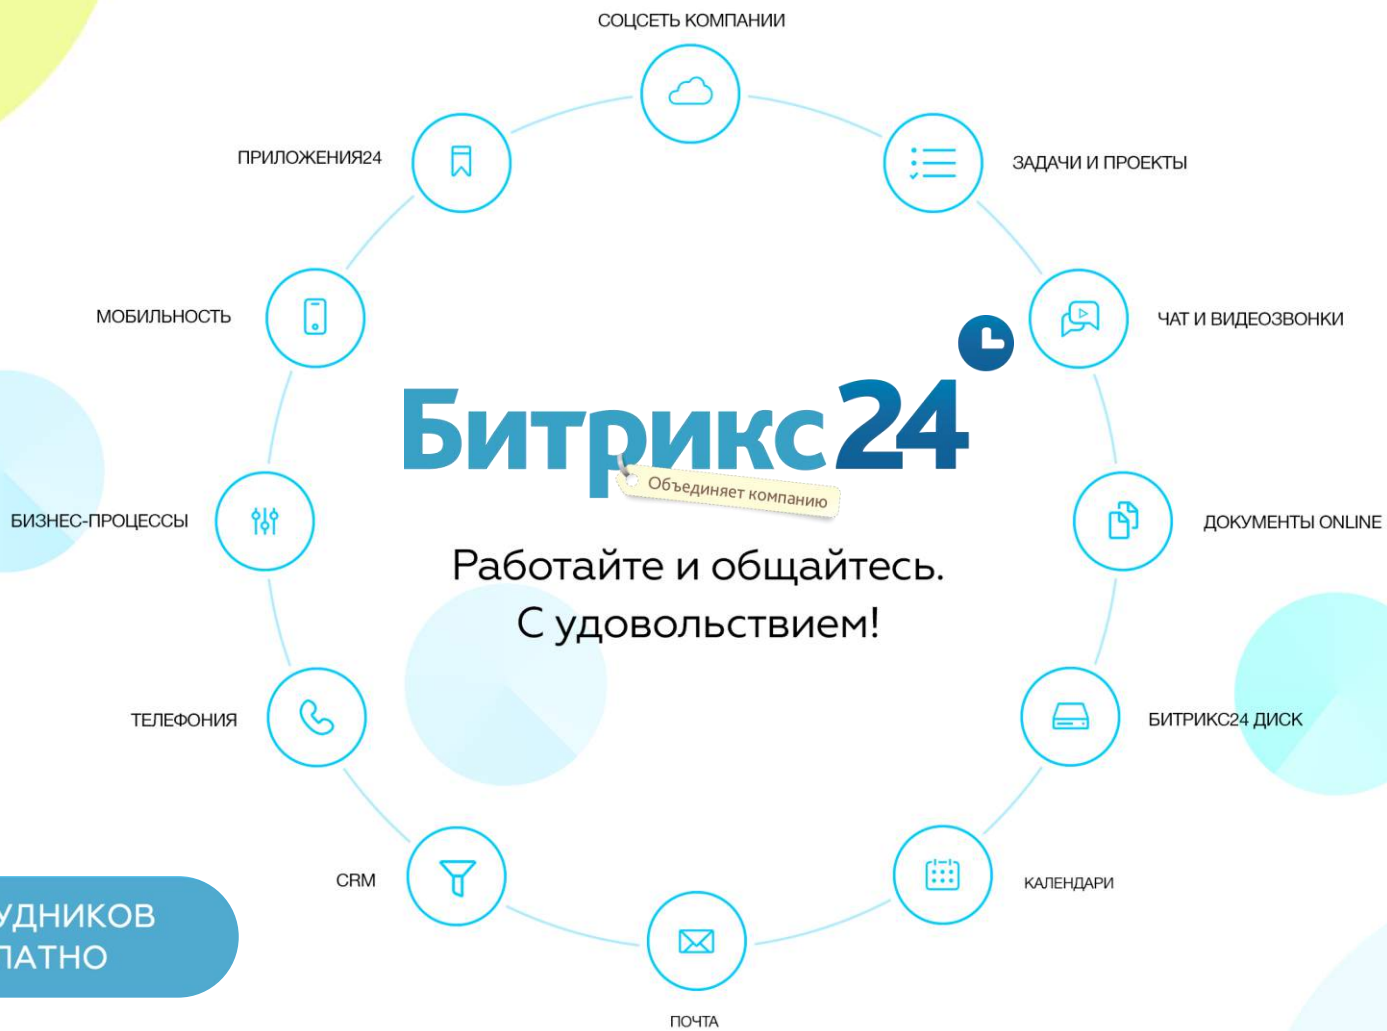 СОЦСЕТЬ КОМПАНИИ
ПРИЛОЖЕНИЯ24
ЗАДАЧИ И ПРОЕКТЫ
МОБИЛЬНОСТЬ
ЧАТ И ВИДЕОЗВОНКИ
Битрикс24
Объединяет компанию
БИЗНЕС-ПРОЦЕССЫ
ДОКУМЕНТЫ ONLINE
Работайте и общайтесь.
С удовольствием!
ТЕЛЕФОНИЯ
БИТРИКС24 ДИСК
CRM
КАЛЕНДАРИ
УДНИКОВ
ЛАТНО
ПОЧТА